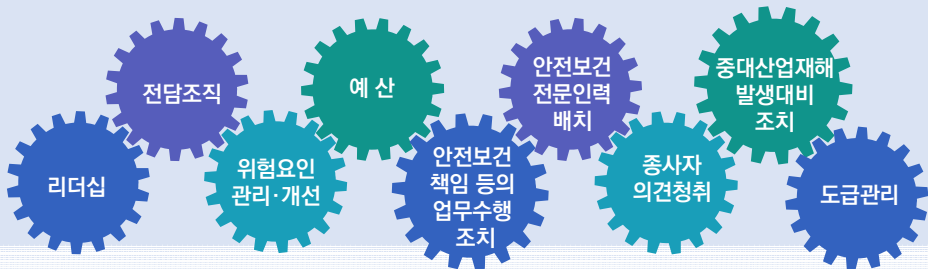 리더십
전담조직
위험요인
관리·개선
예 산
안전보건
책임 등의
업무수행
조치
안전보건
전문인력
배치
종사자
의견청취
중대산업재해
발생대비
조치
도급관리